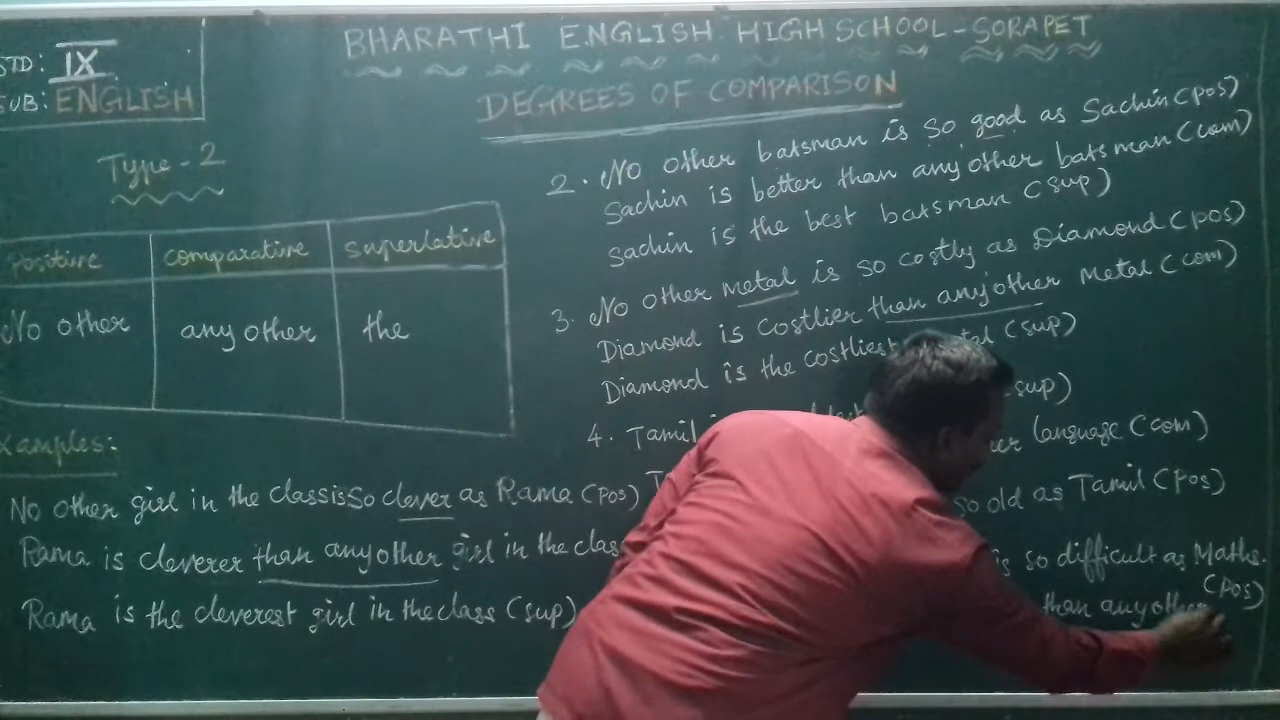 STD: IX
SUB: ENGLISH
BHARATHI ENGLISH HIGH SCHOOL - SORAPET
DEGREES OF COMPARISON
Type - 2
Positive comparative superlative
No other any other the
Examples:
No other girl in the class is so clever as Rama (pos)
Rama is cleverer than any other girl in the clas
Rama is the cleverest girl in the class (sup)
2. No other batsman is so good as Sachin (pos)
Sachin is better than any other batsman (com)
Sachin is the best batsman (sup)
3. No other metal is so costly as Diamond (pos)
Diamond is costlier than any other Metal (com)
Diamond is the costliest (sup)
4. Tamil sup)
language (com)
so old as Tamil (pos)
is so difficult as Maths.
(pos)
than any other